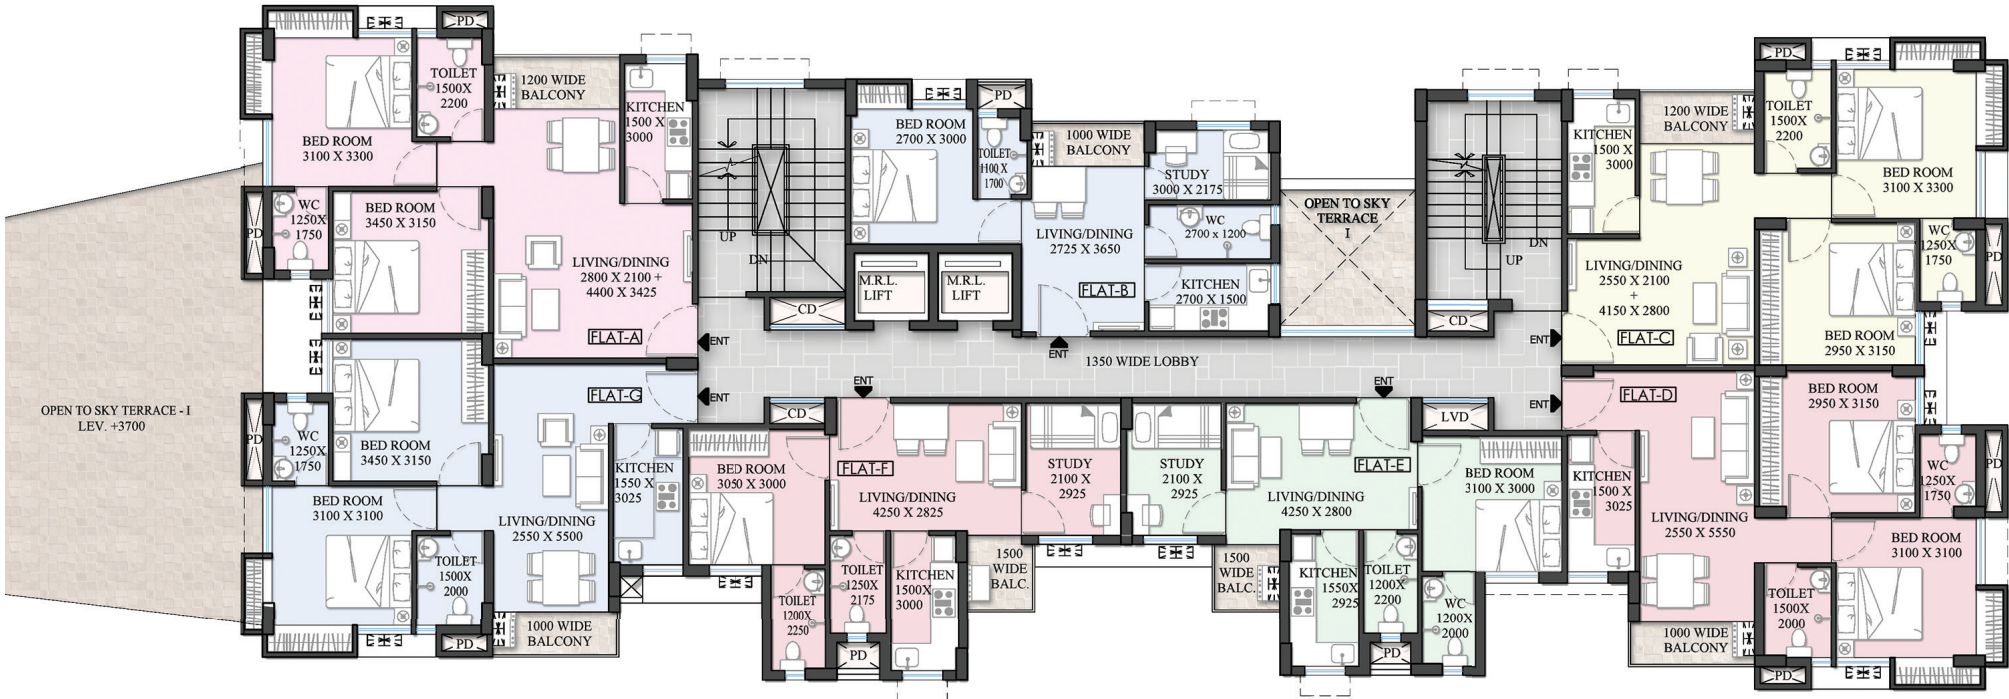 OPEN TO SKY TERRACE - I
LEV. +3700
PD
BED ROOM
3100 X 3300
TOILET
1500X
2200
1200 WIDE
BALCONY
KITCHEN
1500 X
3000
PD
WC
1250X
1750
BED ROOM
3450 X 3150
LIVING/DINING
2800 X 2100 +
4400 X 3425
FLAT-A
ENT
UP
DN
CD
M.R.L.
LIFT
M.R.L.
LIFT
BED ROOM
2700 X 3000
PD
TOILET
1100 X
1700
1000 WIDE
BALCONY
STUDY
3000 X 2175
WC
2700 x 1200
LIVING/DINING
2725 X 3650
KITCHEN
2700 X 1500
FLAT-B
ENT
OPEN TO SKY
TERRACE
I
1350 WIDE LOBBY
DN
UP
CD
KITCHEN
1500 X
3000
1200 WIDE
BALCONY
PD
TOILET
1500X
2200
BED ROOM
3100 X 3300
LIVING/DINING
2550 X 2100
+
4150 X 2800
FLAT-C
ENT
BED ROOM
2950 X 3150
WC
1250X
1750
PD
PD
WC
1250X
1750
BED ROOM
3450 X 3150
FLAT-G
ENT
BED ROOM
3100 X 3100
TOILET
1500X
2000
PD
LIVING/DINING
2550 X 5500
1000 WIDE
BALCONY
KITCHEN
1550 X
3025
CD
ENT
BED ROOM
3050 X 3000
FLAT-F
LIVING/DINING
4250 X 2825
TOILET
1200X
2250
TOILET
1250X
2175
PD
KITCHEN
1500X
3000
1500
WIDE
BALC.
STUDY
2100 X
2925
STUDY
2100 X
2925
ENT
FLAT-E
LIVING/DINING
4250 X 2800
1500
WIDE
BALC.
KITCHEN
1550X
2925
TOILET
1200X
2200
PD
WC
1200X
2000
BED ROOM
3100 X 3000
LVD
ENT
FLAT-D
KITCHEN
1500 X
3025
LIVING/DINING
2550 X 5550
1000 WIDE
BALCONY
BED ROOM
2950 X 3150
WC
1250X
1750
PD
BED ROOM
3100 X 3100
TOILET
1500X
2000
PD